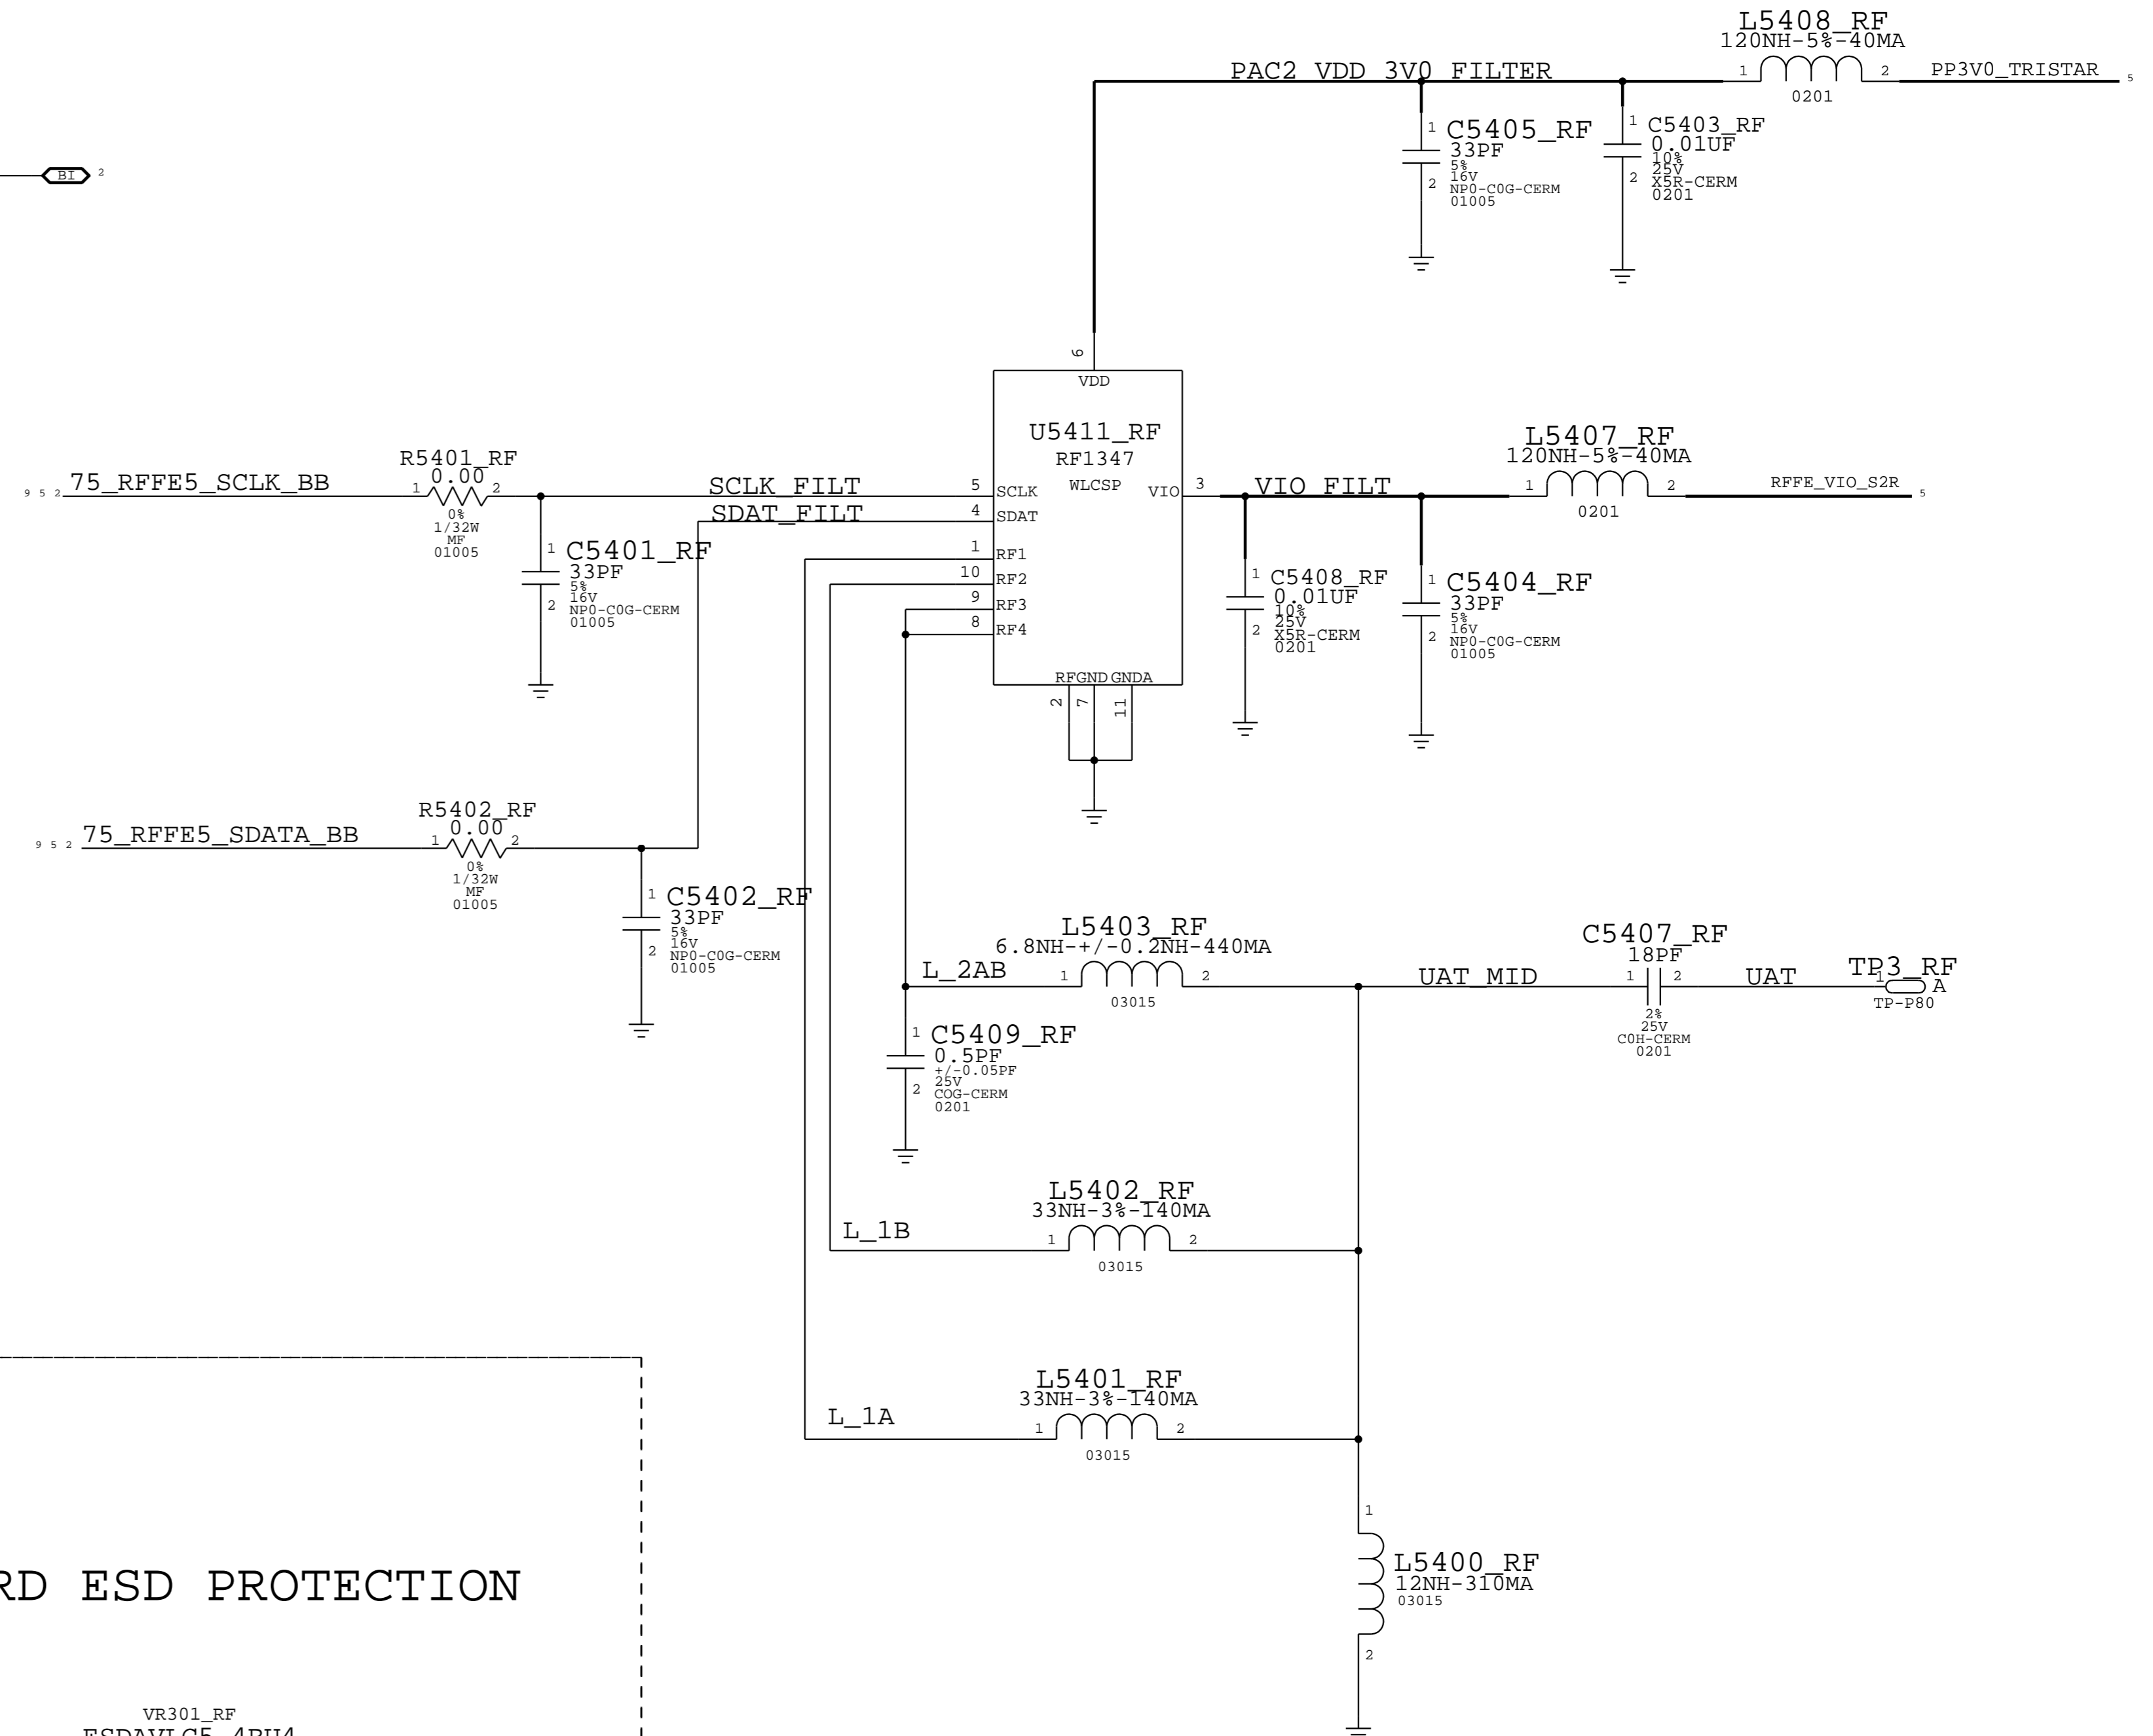 L5408_RF
120NH-5%-40MA
PAC2_VDD_3V0_FILTER
1
2
PP3V0_TRISTAR
5
0201
1
C5405_RF
33PF
5%
16V
2
NP0-C0G-CERM
01005
1
C5403_RF
0.01UF
10%
25V
2
X5R-CERM
0201
BI
2
6
VDD
U5411_RF
RF1347
WLCSP
5
SCLK
4
SDAT
1
RF1
10
RF2
9
RF3
8
RF4
VIO
3
RFGND
GNDA
2
7
11
L5407_RF
120NH-5%-40MA
VIO_FILT
1
2
RFFE_VIO_S2R
5
0201
R5401_RF
0.00
9 5 2
75_RFFE5_SCLK_BB
1
2
0%
1/32W
MF
01005
SCLK_FILT
SDAT_FILT
1
C5401_RF
33PF
5%
16V
2
NP0-C0G-CERM
01005
1
C5408_RF
0.01UF
10%
25V
2
X5R-CERM
0201
1
C5404_RF
33PF
5%
16V
2
NP0-C0G-CERM
01005
R5402_RF
0.00
9 5 2
75_RFFE5_SDATA_BB
1
2
0%
1/32W
MF
01005
1
C5402_RF
33PF
5%
16V
2
NP0-C0G-CERM
01005
L5403_RF
6.8NH-+/-0.2NH-440MA
L_2AB
1
2
03015
UAT_MID
C5407_RF
18PF
1
2
2%
25V
C0H-CERM
0201
UAT
TP3_RF
1
A
TP-P80
1
C5409_RF
0.5PF
+/-0.05PF
25V
2
COG-CERM
0201
L5402_RF
33NH-3%-140MA
L_1B
1
2
03015
L5401_RF
33NH-3%-140MA
L_1A
1
2
03015
1
L5400_RF
12NH-310MA
03015
2
RD ESD PROTECTION
VR301_RF